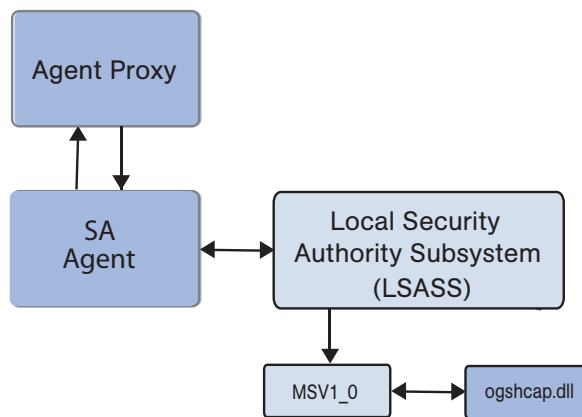 Agent Proxy
SA
Agent
Local Security
Authority Subsystem
(LSASS)
MSV1_0
ogshcap.dll